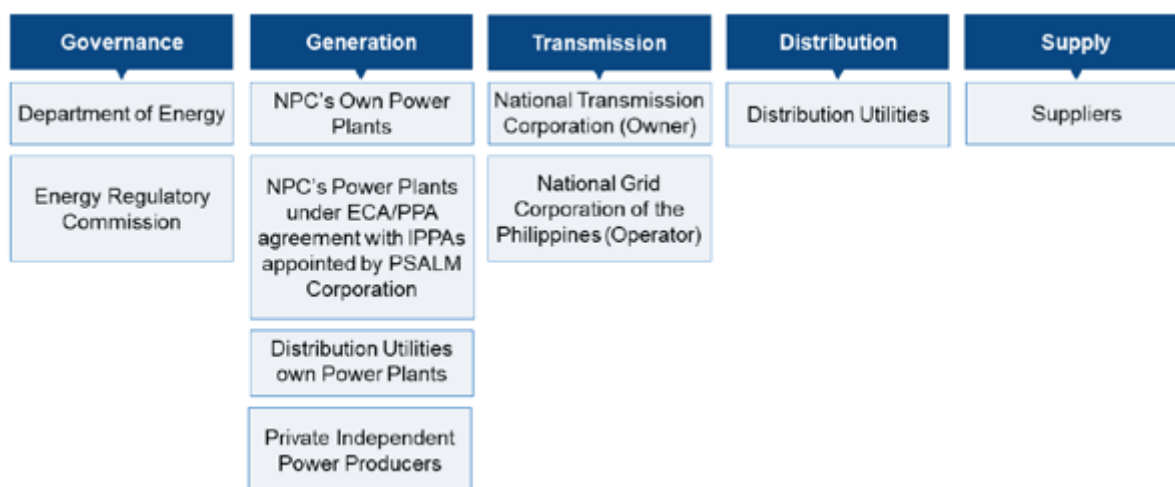 Governance
Department of Energy
Energy Regulatory
Commission
Generation
NPC's Own Power
Plants
NPC's Power Plants
under ECA/PPA
agreement with IPPAs
appointed by PSALM
Corporation
Distribution Utilities
own Power Plants
Private Independent
Power Producers
Transmission
National Transmission
Corporation (Owner)
National Grid
Corporation of the
Philippines (Operator)
Distribution
Distribution Utilities
Supply
Suppliers